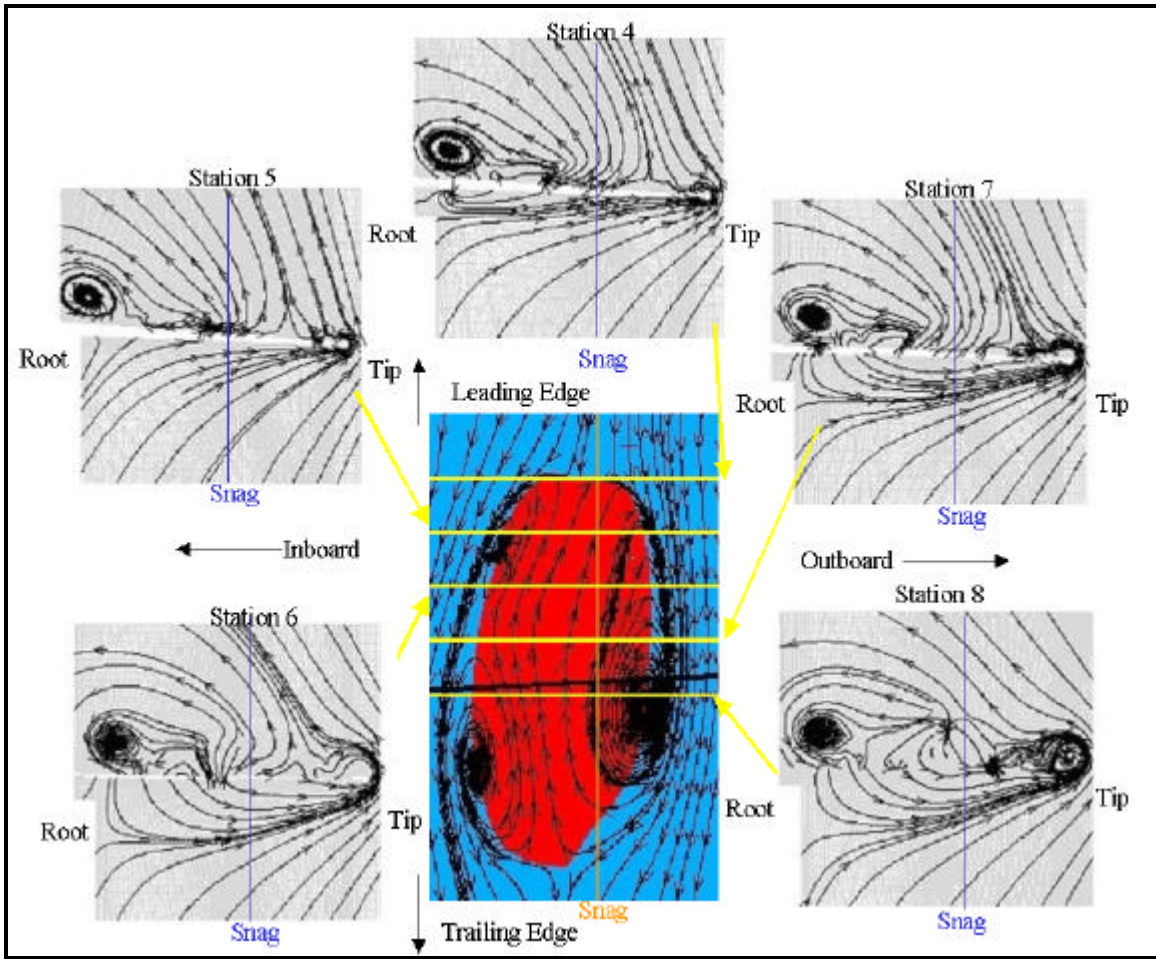 Station 4
Station 5
Station 7
Root
Tip
Root
Tip
Snag
Root
Tip
Leading Edge
Snag
Snag
Inboard
Outboard
Station 6
Station 8
Root
Tip
Root
Tip
Snag
Snag
Snag
Trailing Edge